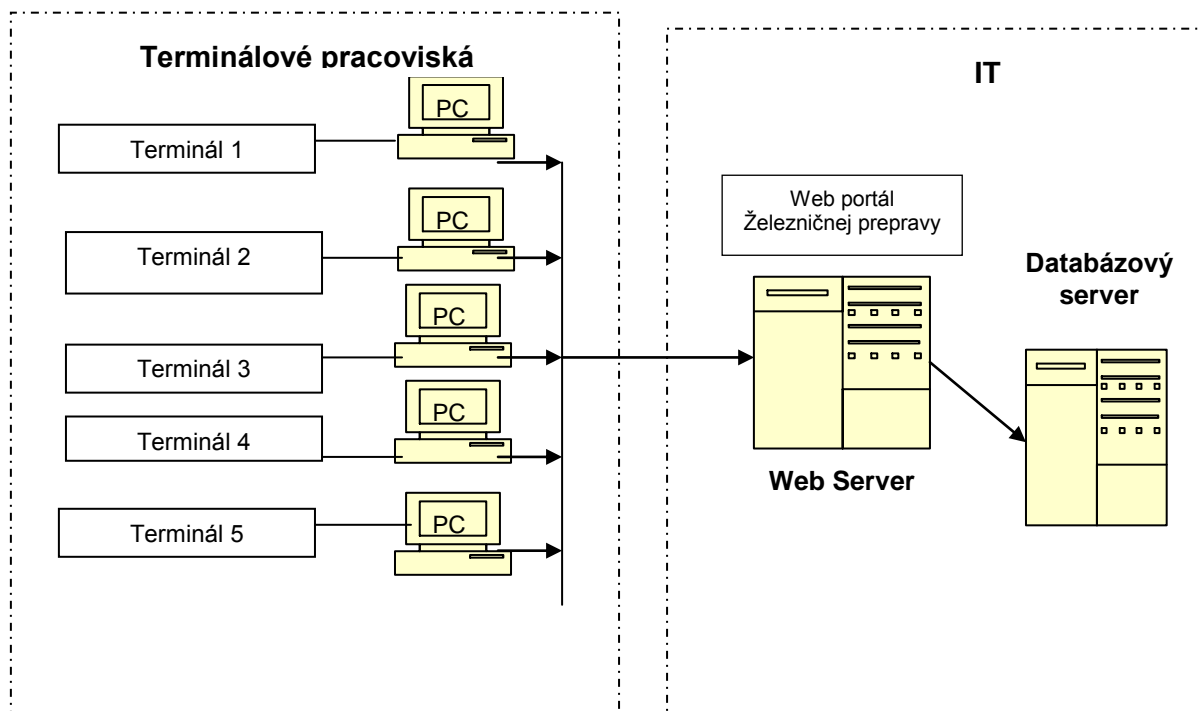 Terminálové pracoviská
PC
Terminál 1
PC
Terminál 2
PC
Terminál 3
PC
Terminál 4
PC
Terminál 5
IT
Web portál
Železničnej prepravy
Web Server
Databázový
server